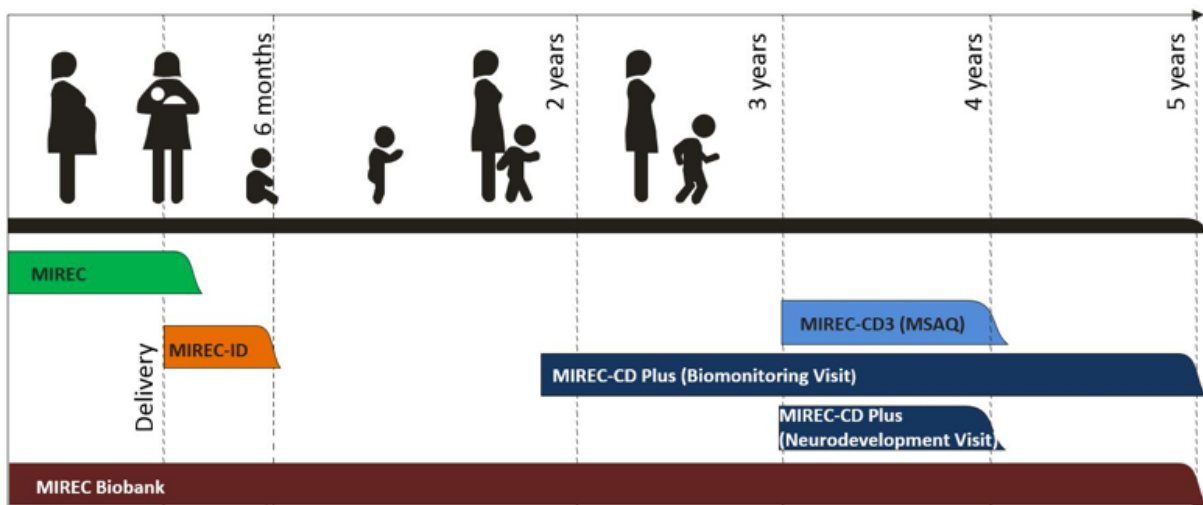 6 months
2 years
3 years
4 years
5 years
MIREC
MIREC-CD3 (MSAQ)
Delivery
MIREC-ID
MIREC-CD Plus (Biomonitoring Visit)
MIREC-CD Plus
(Neurodevelopment Visit)
MIREC Biobank